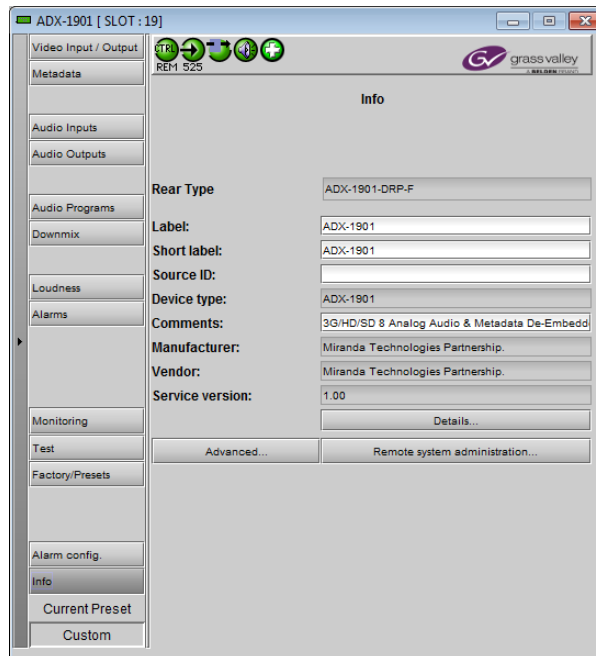 ADX-1901 [ SLOT : 19]
Video Input / Output
Metadata
Audio Inputs
Audio Outputs
Audio Programs
Downmix
Loudness
Alarms
Monitoring
Test
Factory/Presets
Alarm config.
Info
Current Preset
Custom
CTRL
REM 525
GV grass valley
A BELDEN BRAND
Info
Rear Type ADX-1901-DRP-F
Label: ADX-1901
Short label: ADX-1901
Source ID:
Device type: ADX-1901
Comments: 3G/HD/SD 8 Analog Audio & Metadata De-Embedd
Manufacturer: Miranda Technologies Partnership.
Vendor: Miranda Technologies Partnership.
Service version: 1.00
Details...
Advanced... Remote system administration...